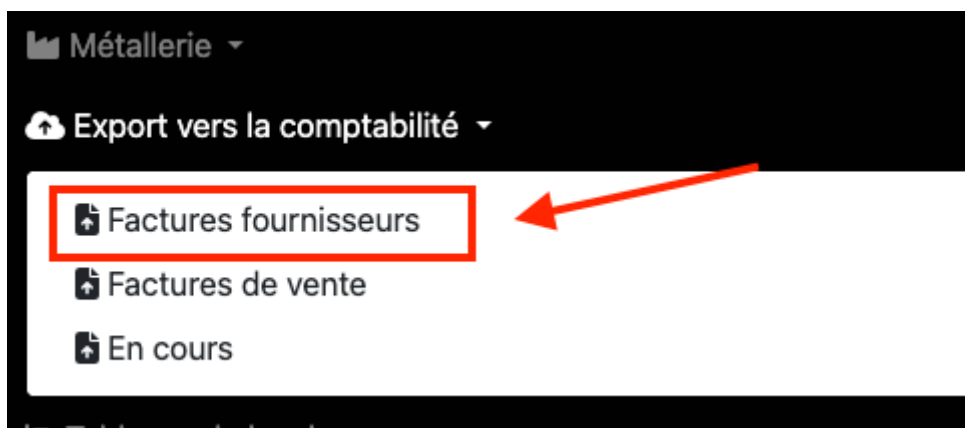 Métallerie
Export vers la comptabilité
Factures fournisseurs
Factures de vente
En cours